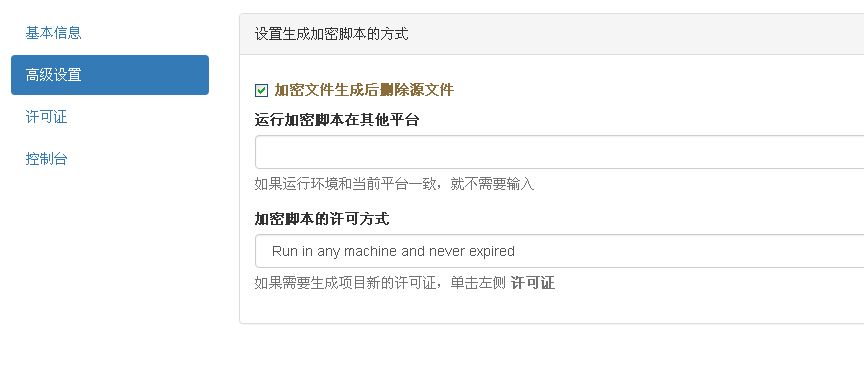 基本信息
高级设置
许可证
控制台
设置生成加密脚本的方式
加密文件生成后删除源文件
运行加密脚本在其他平台
如果运行环境和当前平台一致，就不需要输入
加密脚本的许可方式
Run in any machine and never expired
如果需要生成项目新的许可证，单击左侧 许可证